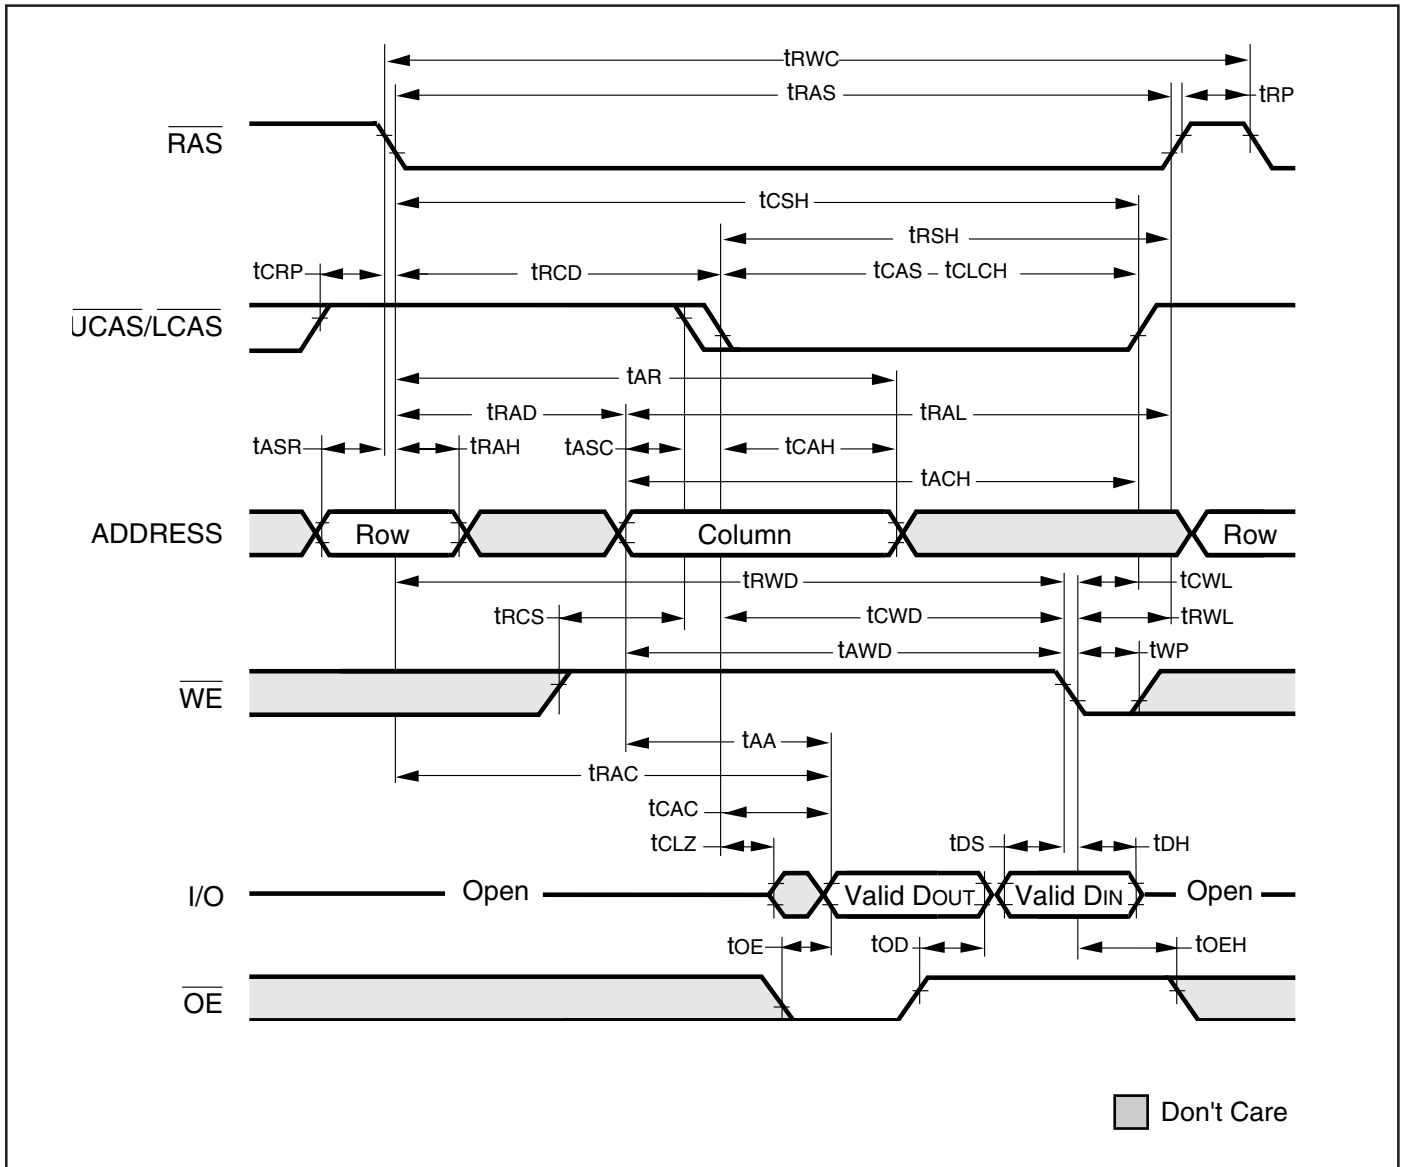 tRWC
tRAS
tRP
RAS
tCSH
tRSH
tCRP
tRCD
tCAS – tCLCH
UCAS/LCAS
tAR
tRAD
tRAL
tASR
tRAH
tASC
tCAH
tACH
ADDRESS
Row
Column
Row
tRWD
tCWL
tRCS
tCWD
tRWL
tAWD
tWP
WE
tAA
tRAC
tCAC
tCLZ
tDS
tDH
I/O
Open
Valid DOUT
Valid DIN
Open
tOE
tOD
tOEH
OE
Don't Care